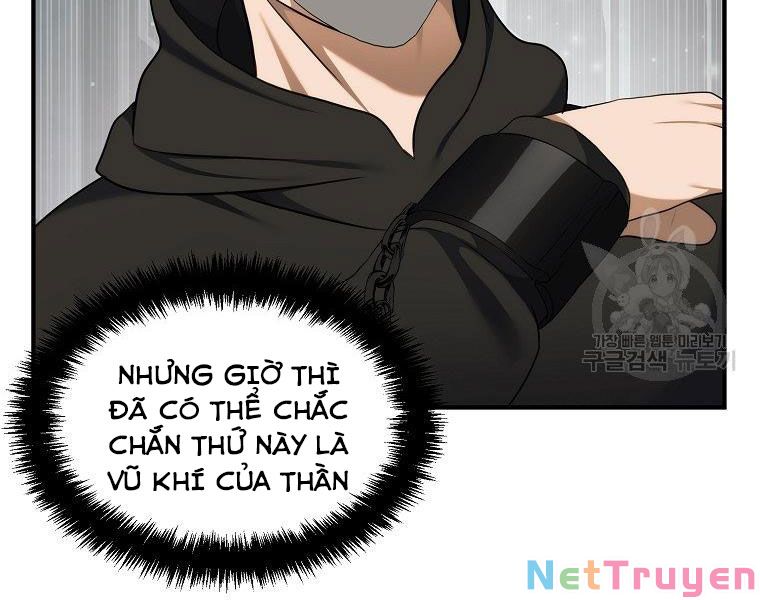 가장 빠른 웹툰 미리보기
구글검색 뉴토끼
NHƯNG GIỜ THÌ
ĐÃ CÓ THỂ CHẮC
CHẮN THỨ NÀY LÀ
VŨ KHÍ CỦA THẦN
NetTruyen